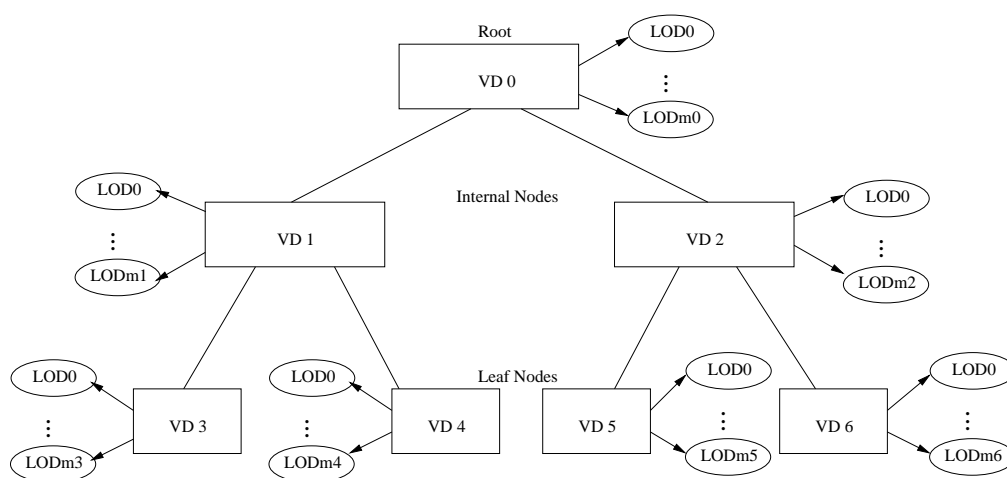 Root
LOD0
VD 0
LODm0
LOD0
Internal Nodes
LOD0
VD 1
VD 2
LODm1
LODm2
LOD0
LOD0
Leaf Nodes
LOD0
LOD0
VD 3
VD 4
VD 5
VD 6
LODm3
LODm4
LODm5
LODm6